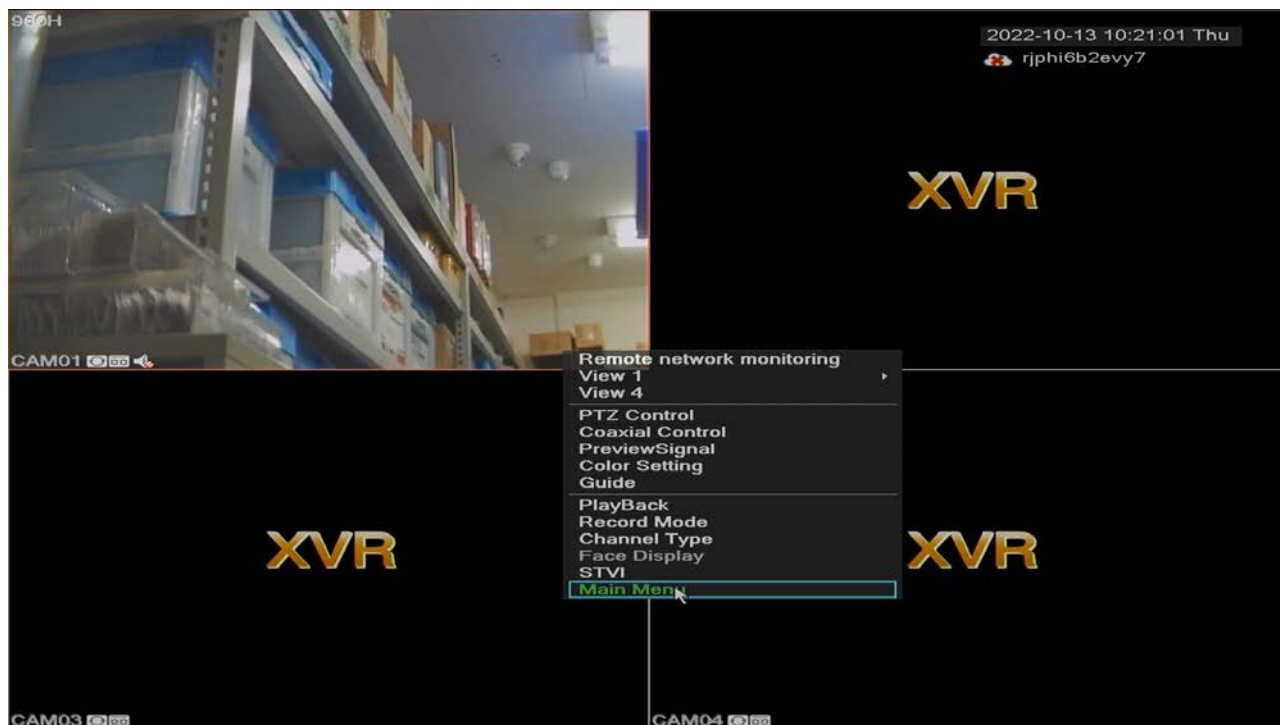 960H
2022-10-13 10:21:01 Thu
rjphi6b2evy7
XVR
CAM01
Remote network monitoring
View 1
View 4
PTZ Control
Coaxial Control
PreviewSignal
Color Setting
Guide
PlayBack
Record Mode
Channel Type
Face Display
STVI
Main Menu
XVR
XVR
CAM03
CAM04